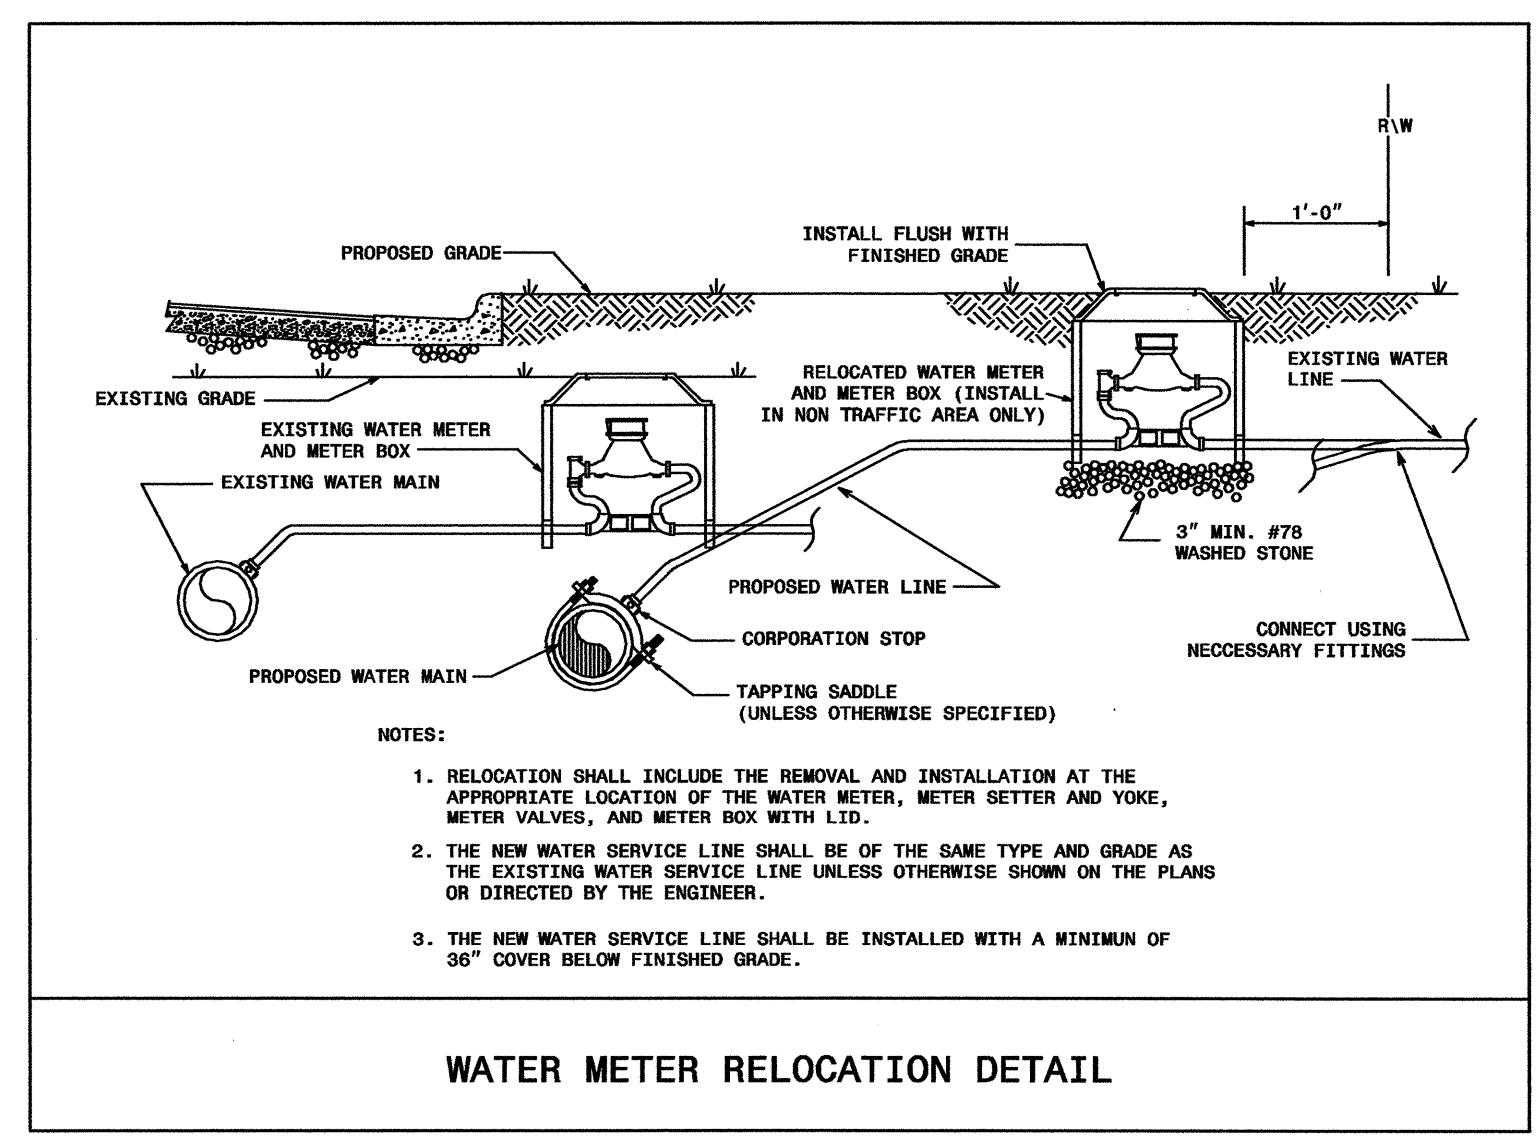 R\W
1'-0"
INSTALL FLUSH WITH
FINISHED GRADE
PROPOSED GRADE
EXISTING WATER
LINE
RELOCATED WATER METER
AND METER BOX (INSTALL
IN NON TRAFFIC AREA ONLY)
EXISTING GRADE
EXISTING WATER METER
AND METER BOX
EXISTING WATER MAIN
3" MIN. #78
WASHED STONE
PROPOSED WATER LINE
CONNECT USING
NECCESSARY FITTINGS
CORPORATION STOP
PROPOSED WATER MAIN
TAPPING SADDLE
(UNLESS OTHERWISE SPECIFIED)
NOTES:
1. RELOCATION SHALL INCLUDE THE REMOVAL AND INSTALLATION AT THE
APPROPRIATE LOCATION OF THE WATER METER, METER SETTER AND YOKE,
METER VALVES, AND METER BOX WITH LID.
2. THE NEW WATER SERVICE LINE SHALL BE OF THE SAME TYPE AND GRADE AS
THE EXISTING WATER SERVICE LINE UNLESS OTHERWISE SHOWN ON THE PLANS
OR DIRECTED BY THE ENGINEER.
3. THE NEW WATER SERVICE LINE SHALL BE INSTALLED WITH A MINIMUN OF
36" COVER BELOW FINISHED GRADE.
WATER METER RELOCATION DETAIL